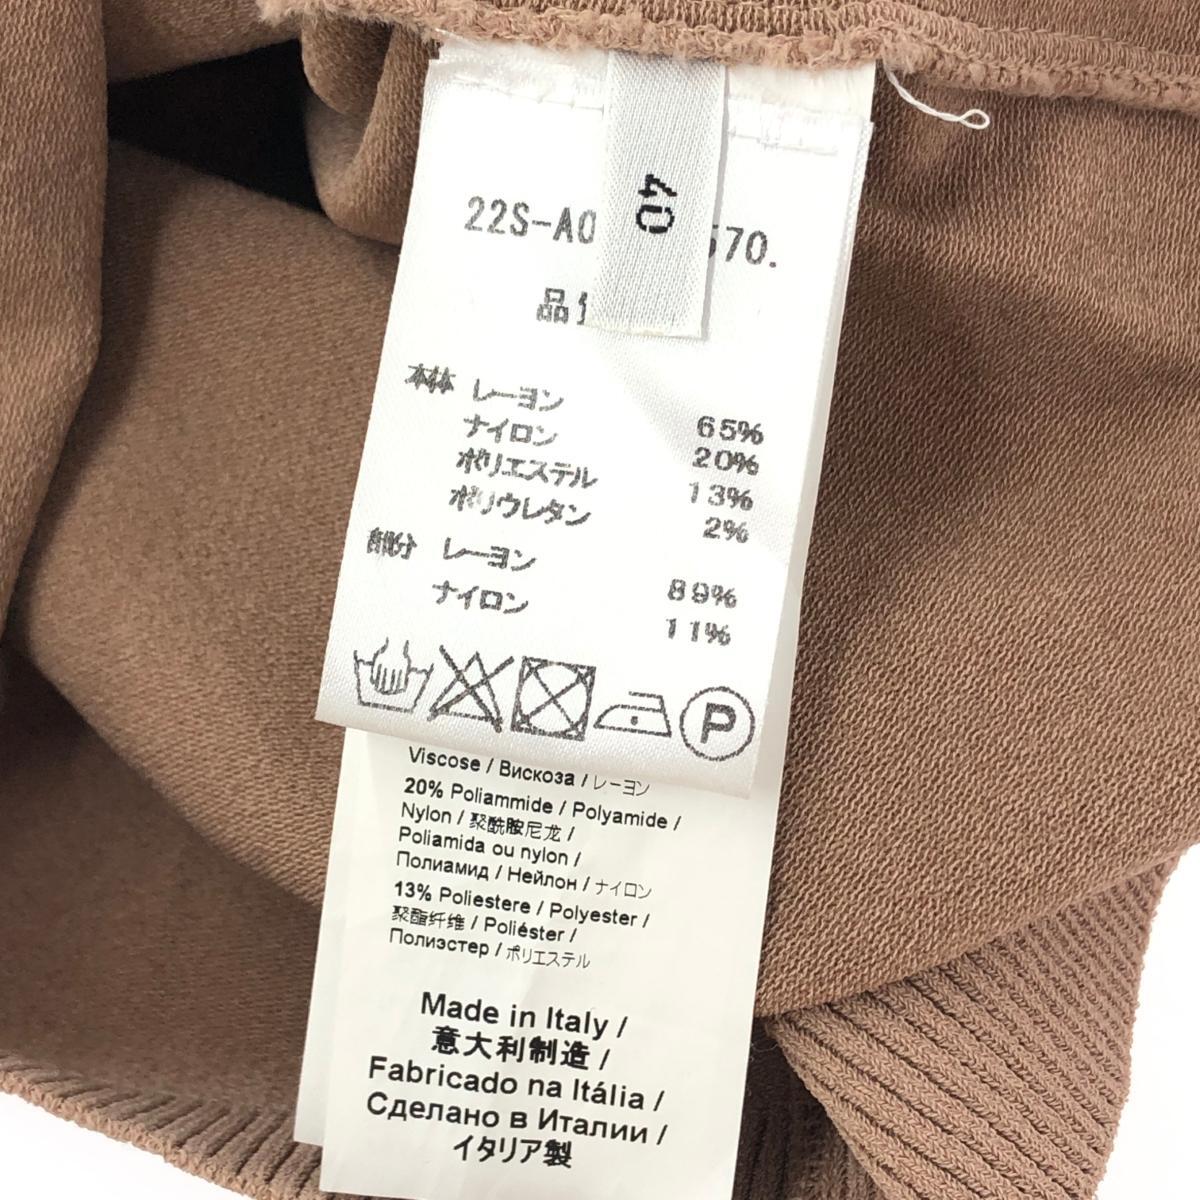 40
22S-A0 570.
品
本体 レーヨン 65%
ナイロン 20%
ポリエステル 13%
ポリウレタン 2%
部分 レーヨン 89%
ナイロン 11%
P
Viscose / Вискоза / レーヨン
20% Poliammide / Polyamide /
Nylon / 聚酰胺尼龙 /
Poliamida ou nylon /
Полиамид / Нейлон / ナイロン
13% Poliestere / Polyester /
聚酯纤维 / Poliéster /
Полиэстер / ポリエステル
Made in Italy /
意大利制造 /
Fabricado na Itália /
Сделано в Италии /
イタリア製